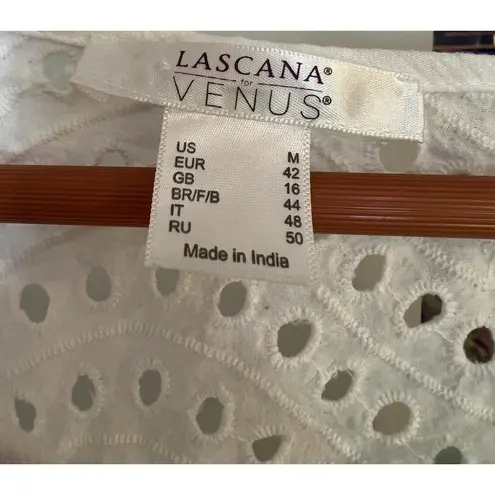 LASCANA®
for
VENUS®
US M
EUR 42
GB 16
BR/F/B 44
IT 48
RU 50
Made in India